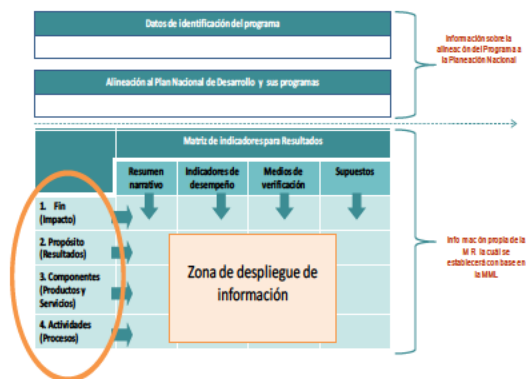 Datos de identificación del programa
Información sobre la
alineación del Programa a
la Planeación Nacional
Alineación al Plan Nacional de Desarrollo y sus programas
Matriz de indicadores para Resultados
Resumen
narrativo
Indicadores de
desempeño
Medios de
verificación
Supuestos
1. Fin
(Impacto)
2. Propósito
(Resultados)
3. Componentes
(Productos y
Servicios)
4. Actividades
(Procesos)
Zona de despliegue de
información
Información propia de la
M R la cuál se
establecerá con base en
la MML